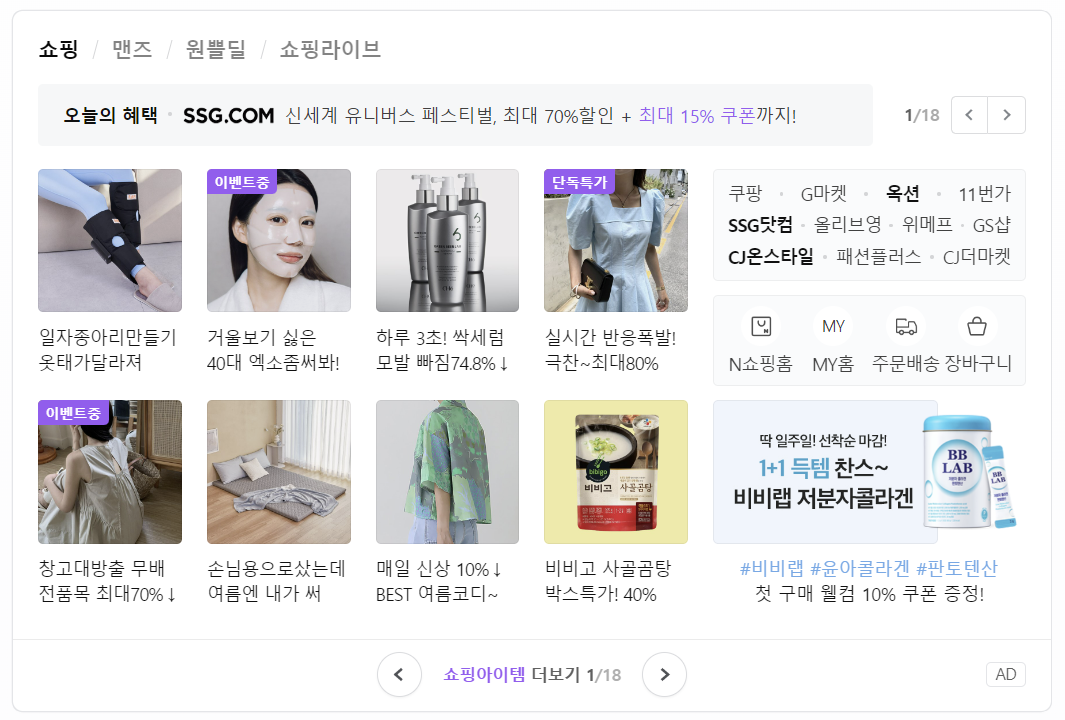 쇼핑 / 맨즈 / 원쁠딜 / 쇼핑라이브
오늘의 혜택 · SSG.COM 신세계 유니버스 페스티벌, 최대 70%할인 + 최대 15% 쿠폰까지!
1/18
이벤트중
단독특가
일자종아리만들기
옷태가달라져
거울보기 싫은
40대 엑소좀써봐!
하루 3초! 싹세럼
모발 빠짐74.8%↓
실시간 반응폭발!
극찬~최대80%
쿠팡 · G마켓 · 옥션 · 11번가
SSG닷컴 · 올리브영 · 위메프 · GS샵
CJ온스타일 · 패션플러스 · CJ더마켓
MY
N쇼핑홈 MY홈 주문배송 장바구니
이벤트중
bibigo
비비고 사골곰탕
창고대방출 무배
전품목 최대70%↓
손님용으로샀는데
여름엔 내가 써
매일 신상 10%↓
BEST 여름코디~
비비고 사골곰탕
박스특가! 40%
딱 일주일! 선착순 마감!
1+1 득템 찬스~
비비랩 저분자콜라겐
BB
LAB
BB
LAB
#비비랩 #윤아콜라겐 #판토텐산
첫 구매 웰컴 10% 쿠폰 증정!
쇼핑아이템 더보기 1/18
AD